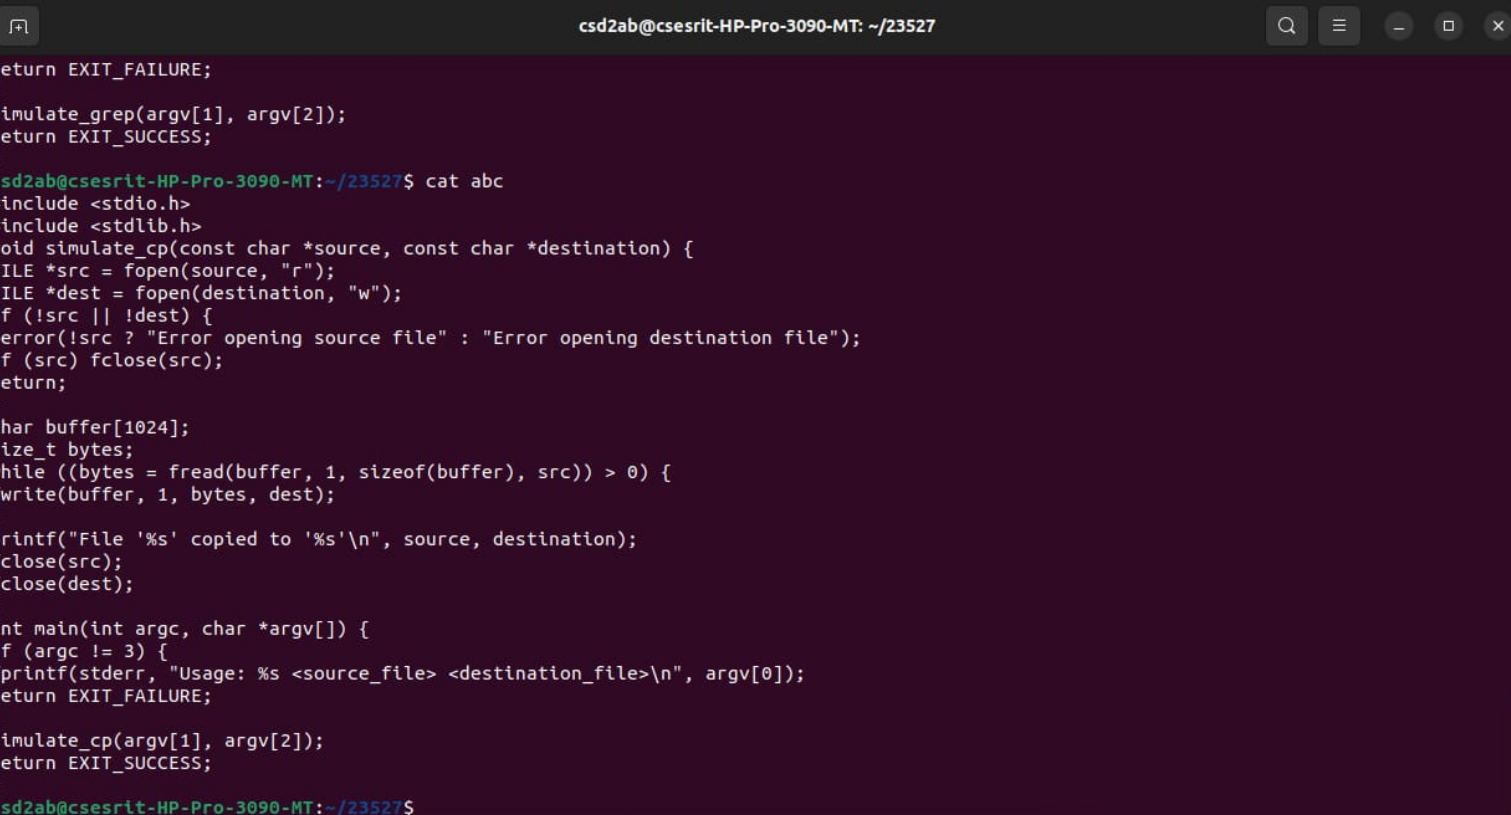 csd2ab@csesrit-HP-Pro-3090-MT: ~/23527
eturn EXIT_FAILURE;
imulate_grep(argv[1], argv[2]);
eturn EXIT_SUCCESS;
sd2ab@csesrit-HP-Pro-3090-MT:~/23527$ cat abc
include <stdio.h>
include <stdlib.h>
oid simulate_cp(const char *source, const char *destination) {
ILE *src = fopen(source, "r");
ILE *dest = fopen(destination, "w");
f (!src || !dest) {
error(!src ? "Error opening source file" : "Error opening destination file");
f (src) fclose(src);
eturn;
har buffer[1024];
ize_t bytes;
hile ((bytes = fread(buffer, 1, sizeof(buffer), src)) > 0) {
write(buffer, 1, bytes, dest);
rintf("File '%s' copied to '%s'\n", source, destination);
close(src);
close(dest);
nt main(int argc, char *argv[]) {
f (argc != 3) {
printf(stderr, "Usage: %s <source_file> <destination_file>\n", argv[0]);
eturn EXIT_FAILURE;
imulate_cp(argv[1], argv[2]);
eturn EXIT_SUCCESS;
sd2ab@csesrit-HP-Pro-3090-MT:~/23527$